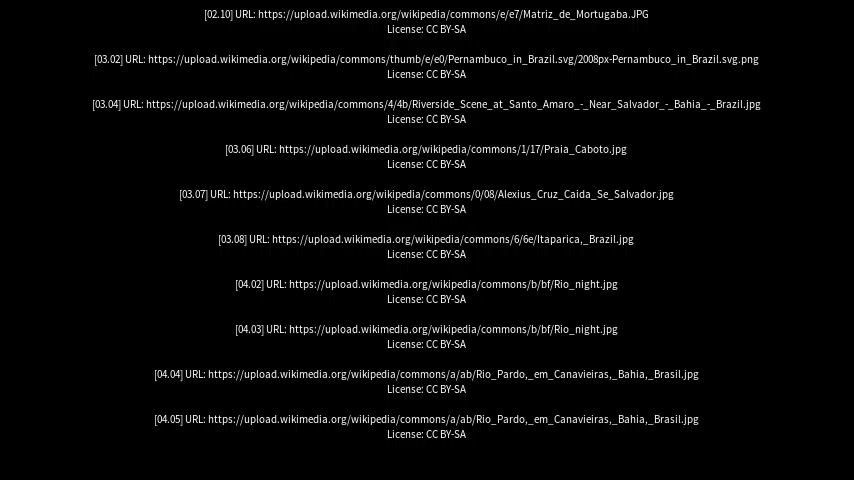 [02.10] URL: https://upload.wikimedia.org/wikipedia/commons/e/e7/Matriz_de_Mortugaba.JPG
License: CC BY-SA
[03.02] URL: https://upload.wikimedia.org/wikipedia/commons/thumb/e/e0/Pernambuco_in_Brazil.svg/2008px-Pernambuco_in_Brazil.svg.png
License: CC BY-SA
[03.04] URL: https://upload.wikimedia.org/wikipedia/commons/4/4b/Riverside_Scene_at_Santo_Amaro_-_Near_Salvador_-_Bahia_-_Brazil.jpg
License: CC BY-SA
[03.06] URL: https://upload.wikimedia.org/wikipedia/commons/1/17/Praia_Caboto.jpg
License: CC BY-SA
[03.07] URL: https://upload.wikimedia.org/wikipedia/commons/0/08/Alexius_Cruz_Caida_Se_Salvador.jpg
License: CC BY-SA
[03.08] URL: https://upload.wikimedia.org/wikipedia/commons/6/6e/Itaparica,_Brazil.jpg
License: CC BY-SA
[04.02] URL: https://upload.wikimedia.org/wikipedia/commons/b/bf/Rio_night.jpg
License: CC BY-SA
[04.03] URL: https://upload.wikimedia.org/wikipedia/commons/b/bf/Rio_night.jpg
License: CC BY-SA
[04.04] URL: https://upload.wikimedia.org/wikipedia/commons/a/ab/Rio_Pardo,_em_Canavieiras,_Bahia,_Brasil.jpg
License: CC BY-SA
[04.05] URL: https://upload.wikimedia.org/wikipedia/commons/a/ab/Rio_Pardo,_em_Canavieiras,_Bahia,_Brasil.jpg
License: CC BY-SA